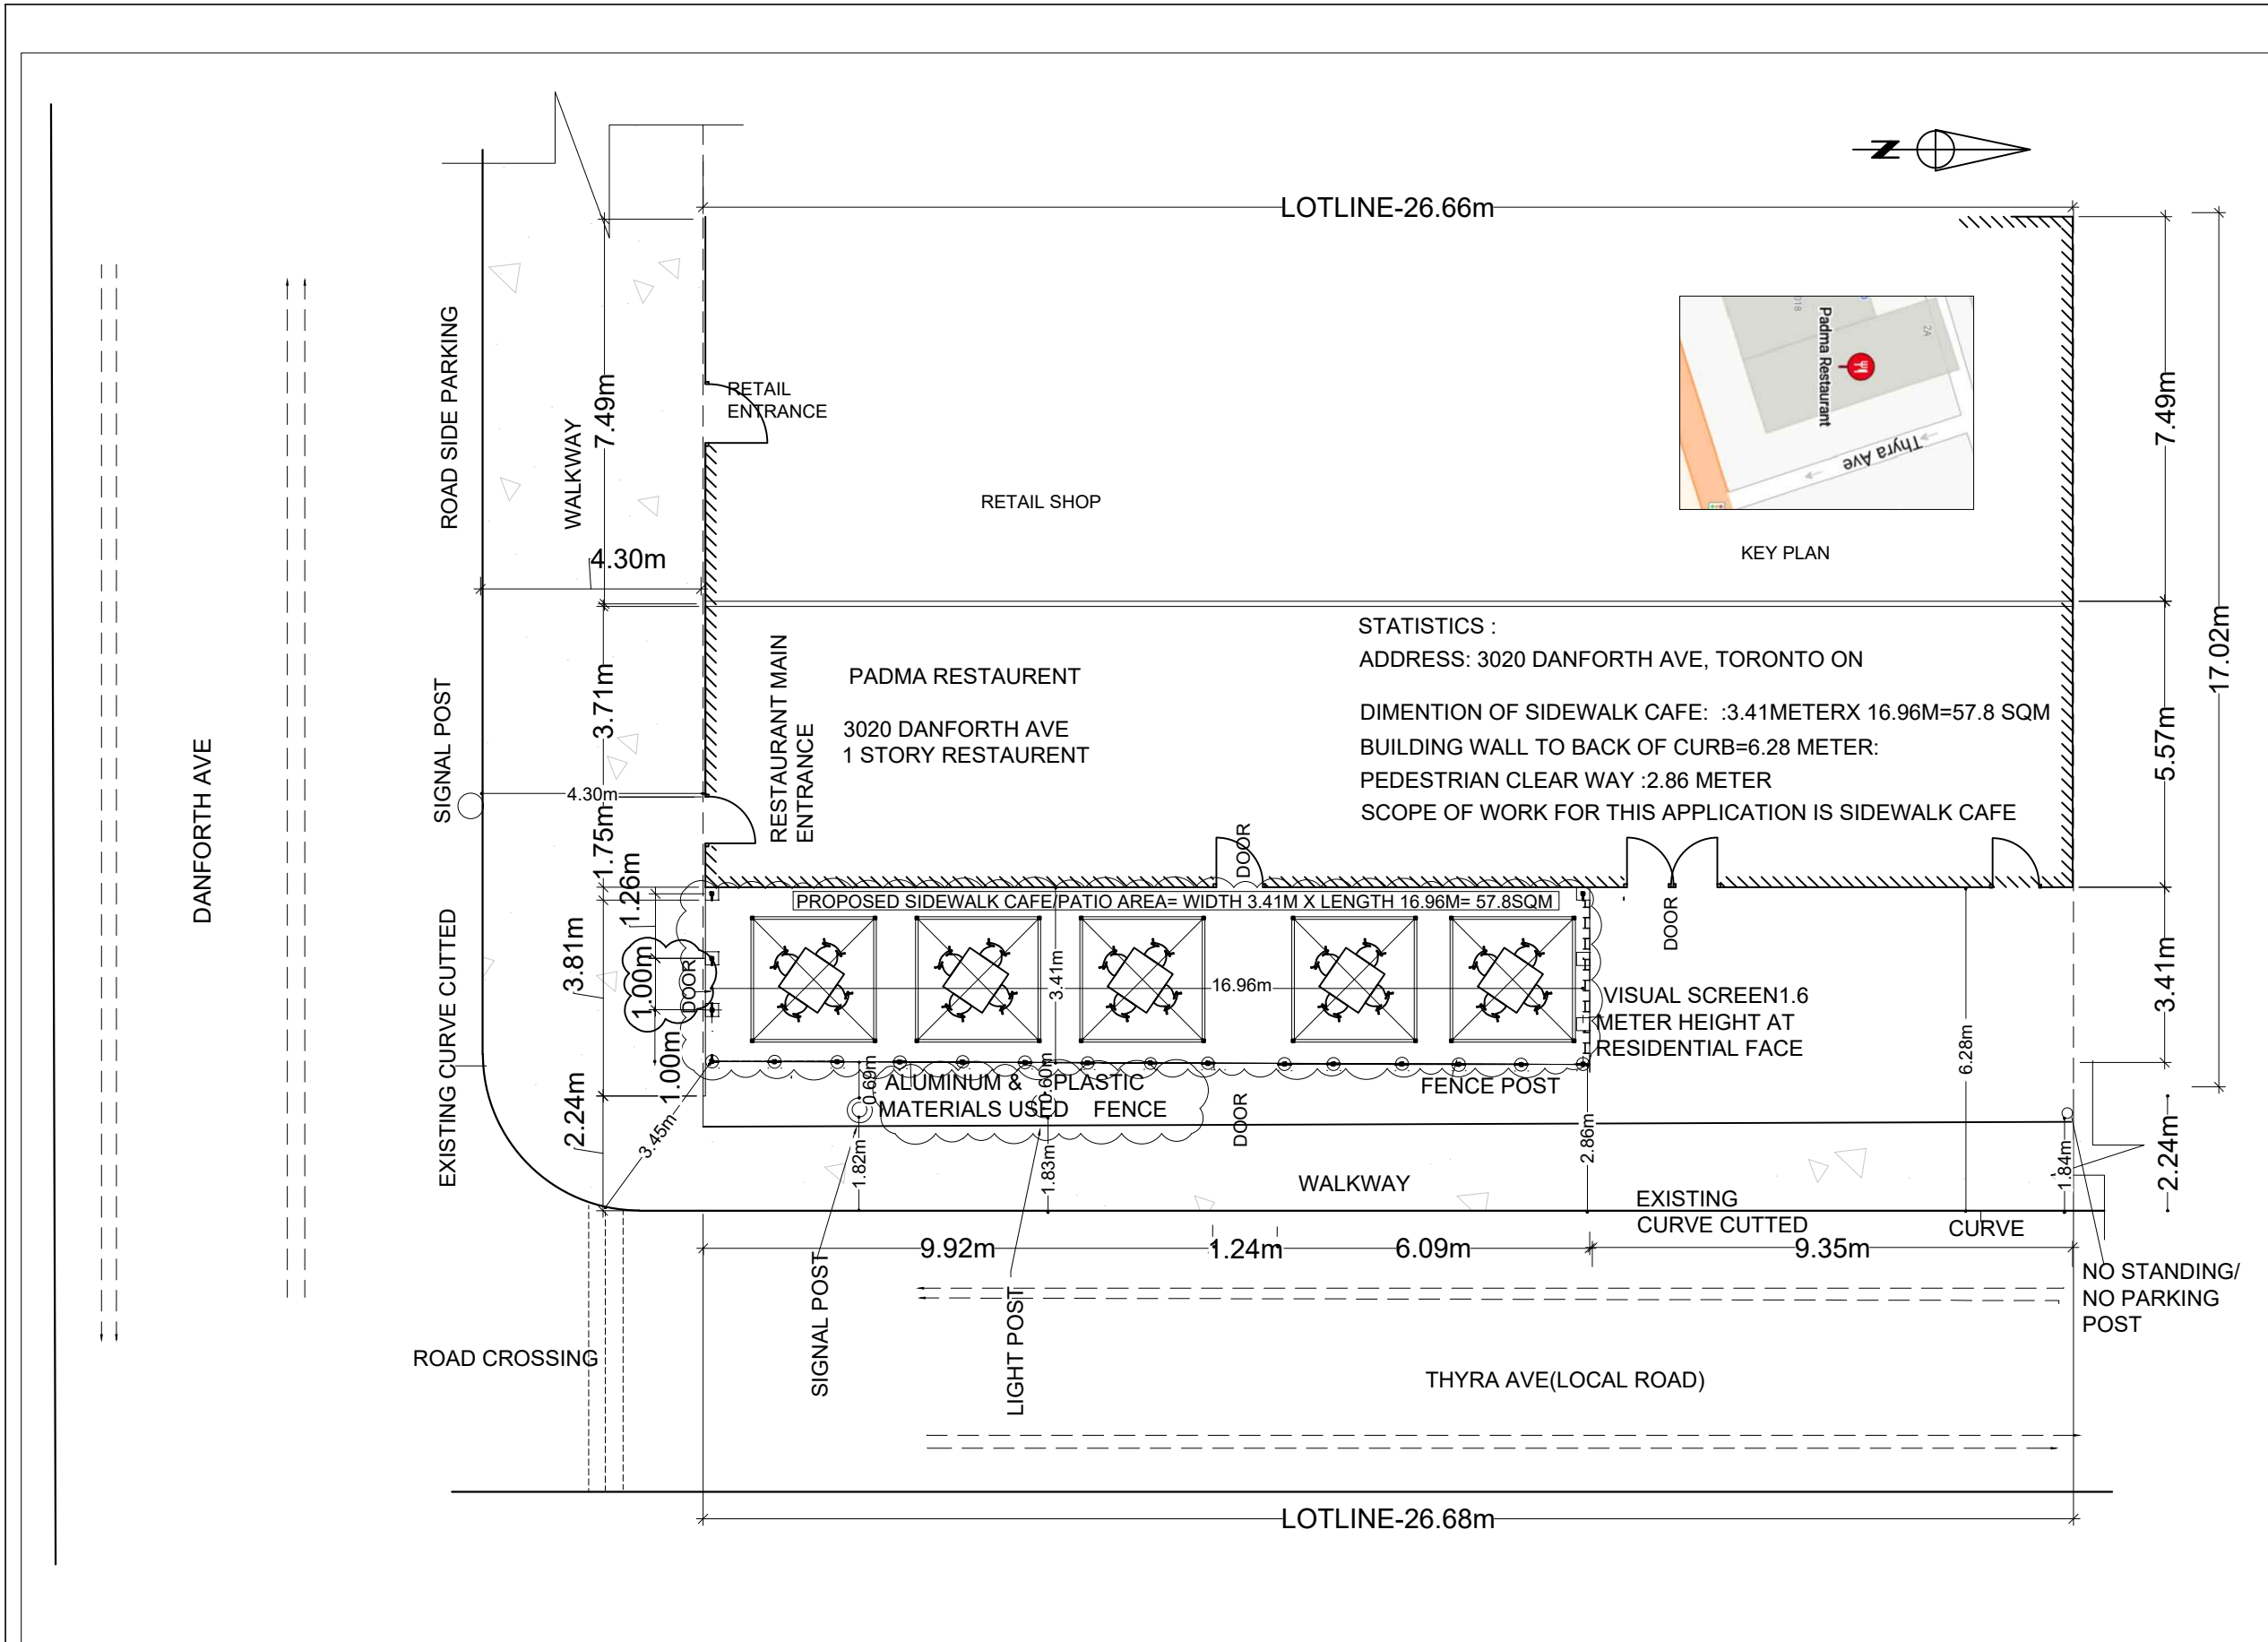 N
LOTLINE-26.66m
ROAD SIDE PARKING
WALKWAY
7.49m
RETAIL
ENTRANCE
RETAIL SHOP
Padma Restaurant
Thyra Ave
2A
KEY PLAN
7.49m
17.02m
4.30m
STATISTICS :
ADDRESS: 3020 DANFORTH AVE, TORONTO ON
DIMENTION OF SIDEWALK CAFE: :3.41METERX 16.96M=57.8 SQM
BUILDING WALL TO BACK OF CURB=6.28 METER:
PEDESTRIAN CLEAR WAY :2.86 METER
SCOPE OF WORK FOR THIS APPLICATION IS SIDEWALK CAFE
PADMA RESTAURENT
3020 DANFORTH AVE
1 STORY RESTAURENT
RESTAURANT MAIN
ENTRANCE
DANFORTH AVE
SIGNAL POST
3.71m
4.30m
1.75m
5.57m
DOOR
EXISTING CURVE CUTTED
3.81m
1.26m
1.00m
DOOR
1.00m
2.24m
3.45m
PROPOSED SIDEWALK CAFE/PATIO AREA= WIDTH 3.41M X LENGTH 16.96M= 57.8SQM
3.41m
16.96m
DOOR
VISUAL SCREEN1.6
METER HEIGHT AT
RESIDENTIAL FACE
6.28m
3.41m
0.69m
ALUMINUM & PLASTIC
MATERIALS USED FENCE
0.60m
FENCE POST
DOOR
1.82m
1.83m
2.86m
1.84m
2.24m
WALKWAY
EXISTING
CURVE CUTTED
CURVE
9.92m
1.24m
6.09m
9.35m
SIGNAL POST
LIGHT POST
NO STANDING/
NO PARKING
POST
ROAD CROSSING
THYRA AVE(LOCAL ROAD)
LOTLINE-26.68m